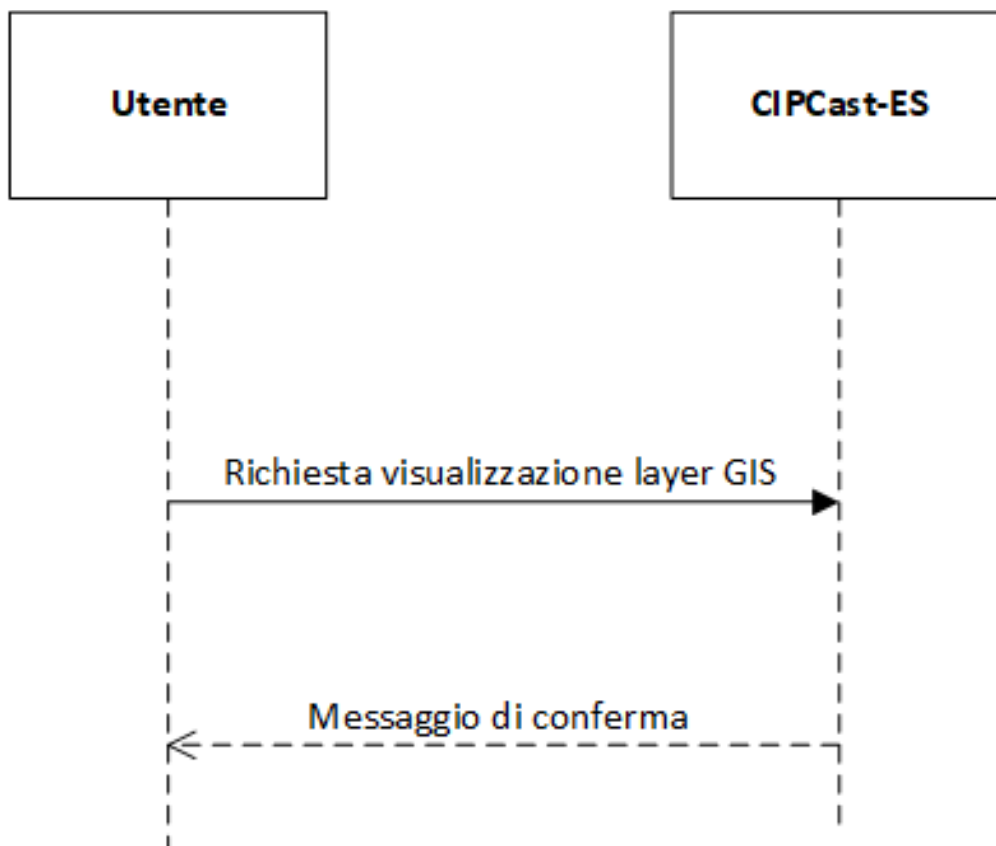 Utente
CIPCast-ES
Richiesta visualizzazione layer GIS
Messaggio di conferma